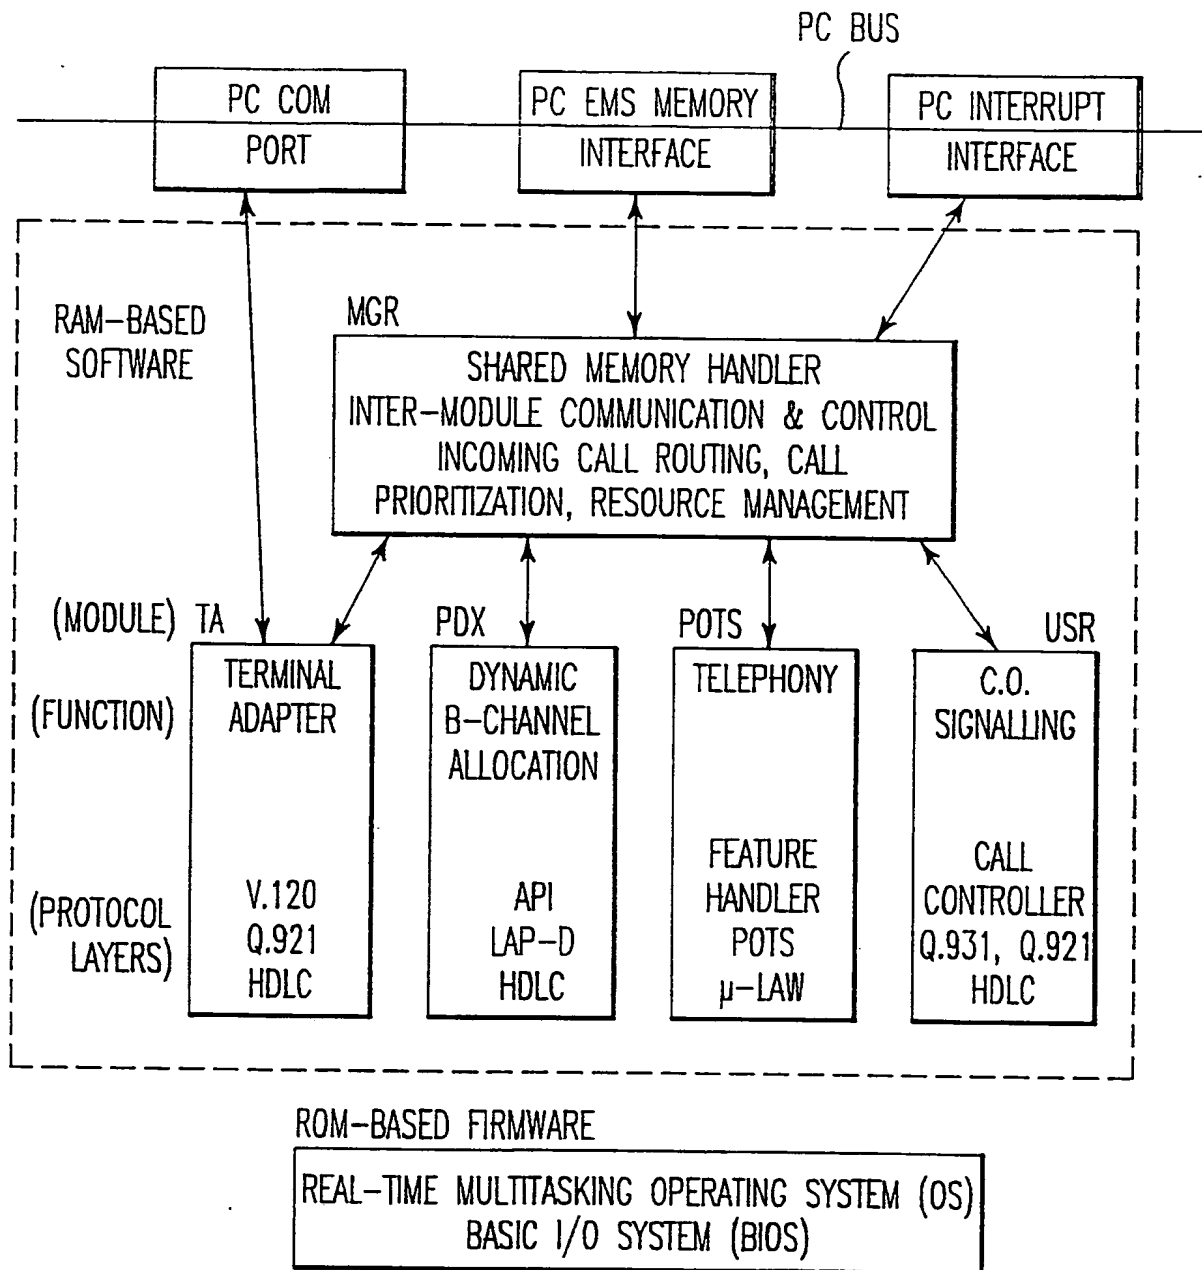 PC BUS
PC COM
PORT
PC EMS MEMORY
INTERFACE
PC INTERRUPT
INTERFACE
RAM-BASED
SOFTWARE
MGR
SHARED MEMORY HANDLER
INTER-MODULE COMMUNICATION & CONTROL
INCOMING CALL ROUTING, CALL
PRIORITIZATION, RESOURCE MANAGEMENT
(MODULE)
(FUNCTION)
(PROTOCOL
LAYERS)
TA
TERMINAL
ADAPTER
V.120
Q.921
HDLC
PDX
DYNAMIC
B-CHANNEL
ALLOCATION
API
LAP-D
HDLC
POTS
TELEPHONY
FEATURE
HANDLER
POTS
μ-LAW
USR
C.O.
SIGNALLING
CALL
CONTROLLER
Q.931, Q.921
HDLC
ROM-BASED FIRMWARE
REAL-TIME MULTITASKING OPERATING SYSTEM (OS)
BASIC I/O SYSTEM (BIOS)